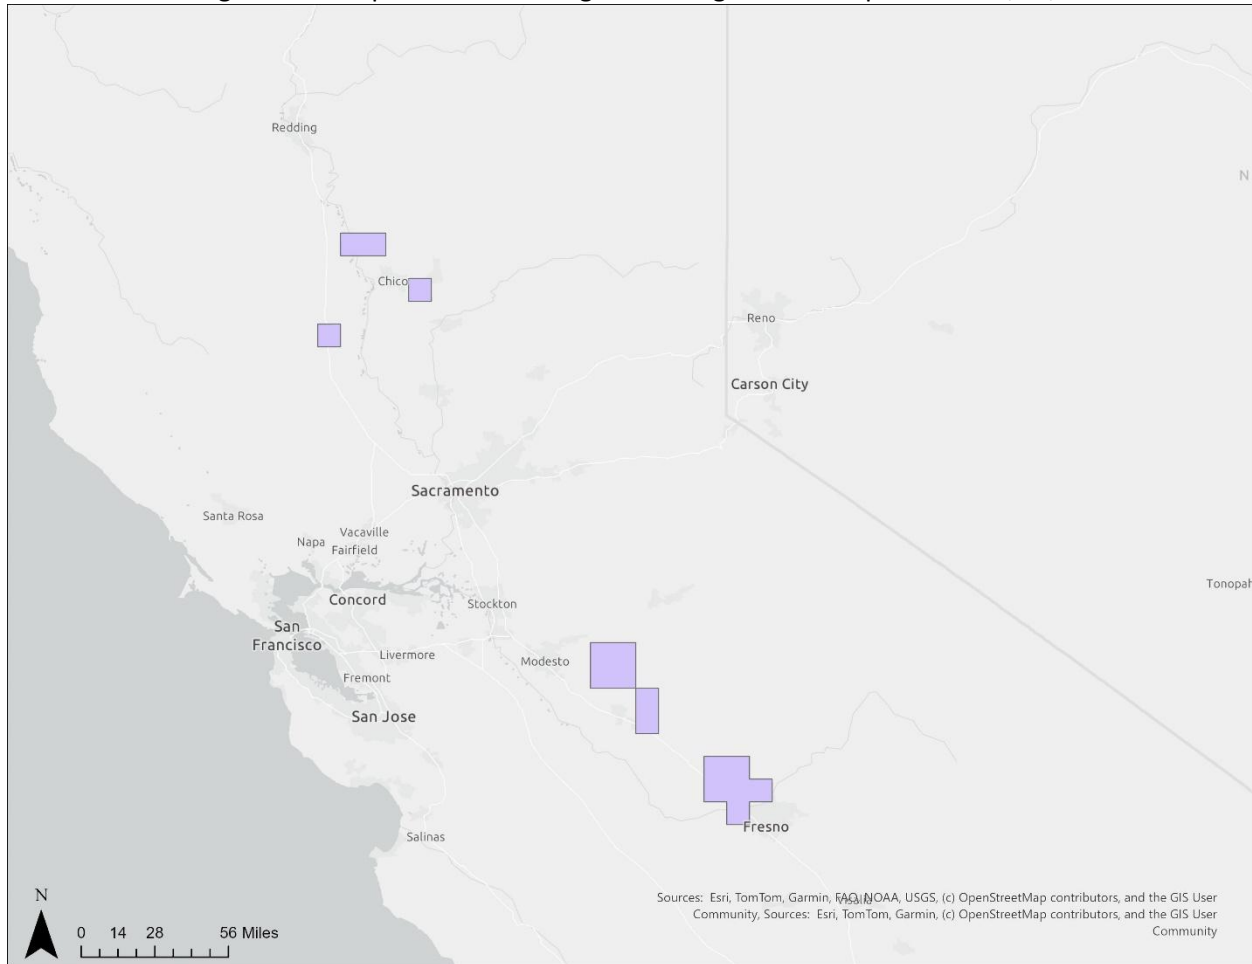 Redding
N
Chico
Reno
Carson City
Sacramento
Santa Rosa
Vacaville
Napa
Fairfield
Tonopah
Concord
Stockton
San
Francisco
Livermore
Modesto
Fremont
San Jose
Fresno
Salinas
N
0 14 28 56 Miles
Visalia
Sources: Esri, TomTom, Garmin, FAO, NOAA, USGS, (c) OpenStreetMap contributors, and the GIS User
Community, Sources: Esri, TomTom, Garmin, (c) OpenStreetMap contributors, and the GIS User
Community